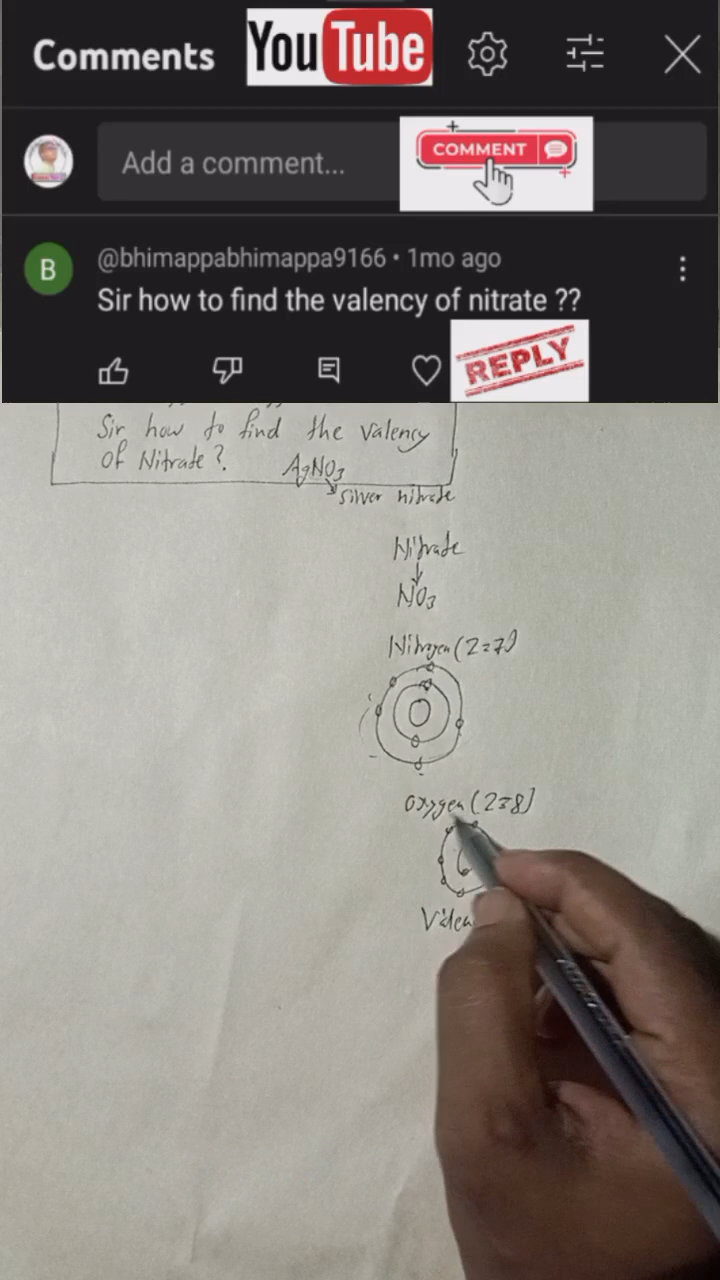 Comments YouTube
Add a comment... COMMENT
B @bhimappabhimappa9166 • 1mo ago
Sir how to find the valency of nitrate ??
REPLY
Sir how to find the valency
of Nitrate? AgNO3
silver nitrate
Nitrate
NO3
Nitrogen (Z=7)
Oxygen (Z=8)